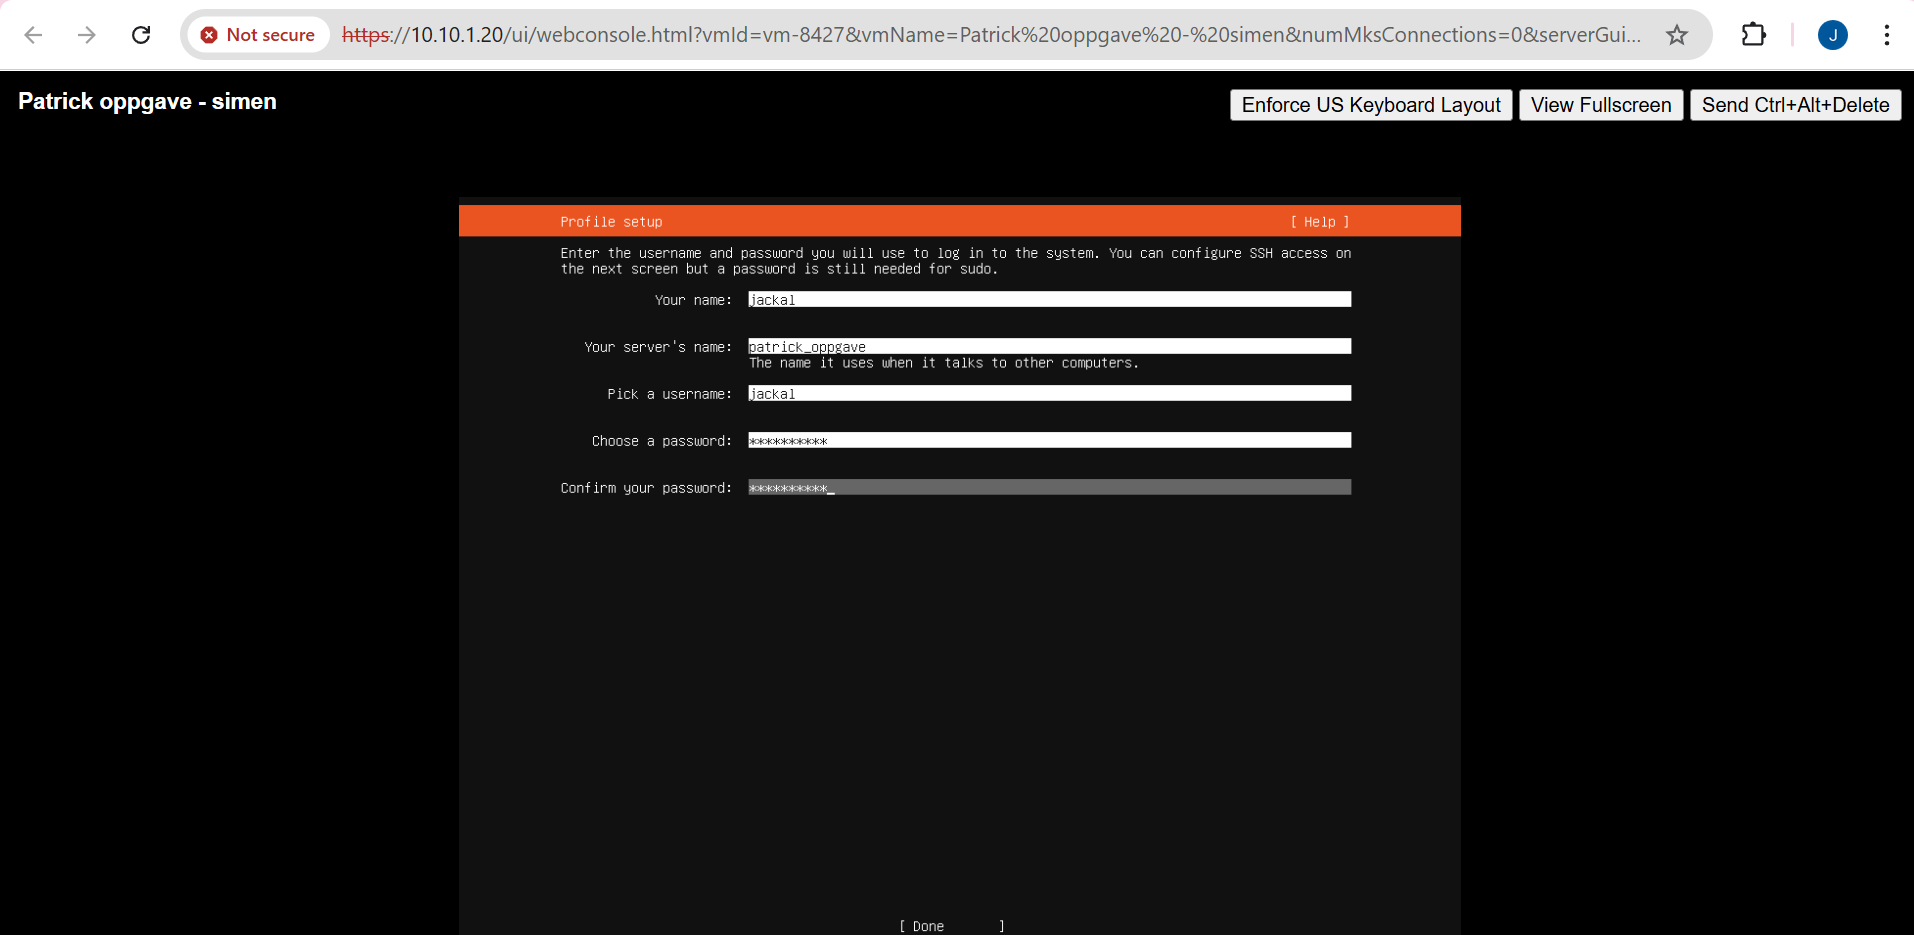 Not secure
https://10.10.1.20/ui/webconsole.html?vmId=vm-8427&vmName=Patrick%20oppgave%20-%20simen&numMksConnections=0&serverGui...
J
Patrick oppgave - simen
Enforce US Keyboard Layout
View Fullscreen
Send Ctrl+Alt+Delete
Profile setup [ Help ]
Enter the username and password you will use to log in to the system. You can configure SSH access on
the next screen but a password is still needed for sudo.
Your name: jackal
Your server's name: patrick_oppgave
The name it uses when it talks to other computers.
Pick a username: jackal
Choose a password: **********
Confirm your password: **********_
[ Done ]